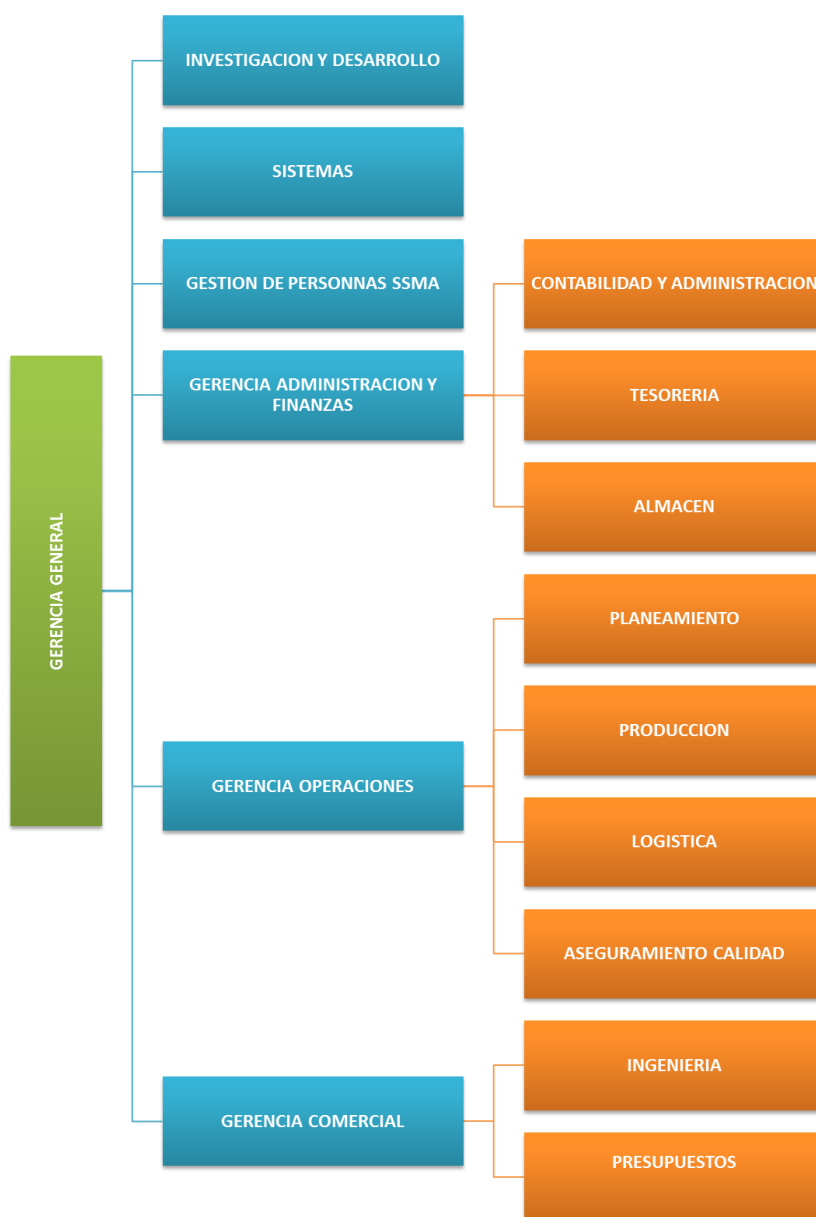 INVESTIGACION Y DESARROLLO
SISTEMAS
GESTION DE PERSONNAS SSMA
GERENCIA ADMINISTRACION Y
FINANZAS
CONTABILIDAD Y ADMINISTRACION
TESORERIA
ALMACEN
GERENCIA GENERAL
GERENCIA OPERACIONES
PLANEAMIENTO
PRODUCCION
LOGISTICA
ASEGURAMIENTO CALIDAD
GERENCIA COMERCIAL
INGENIERIA
PRESUPUESTOS